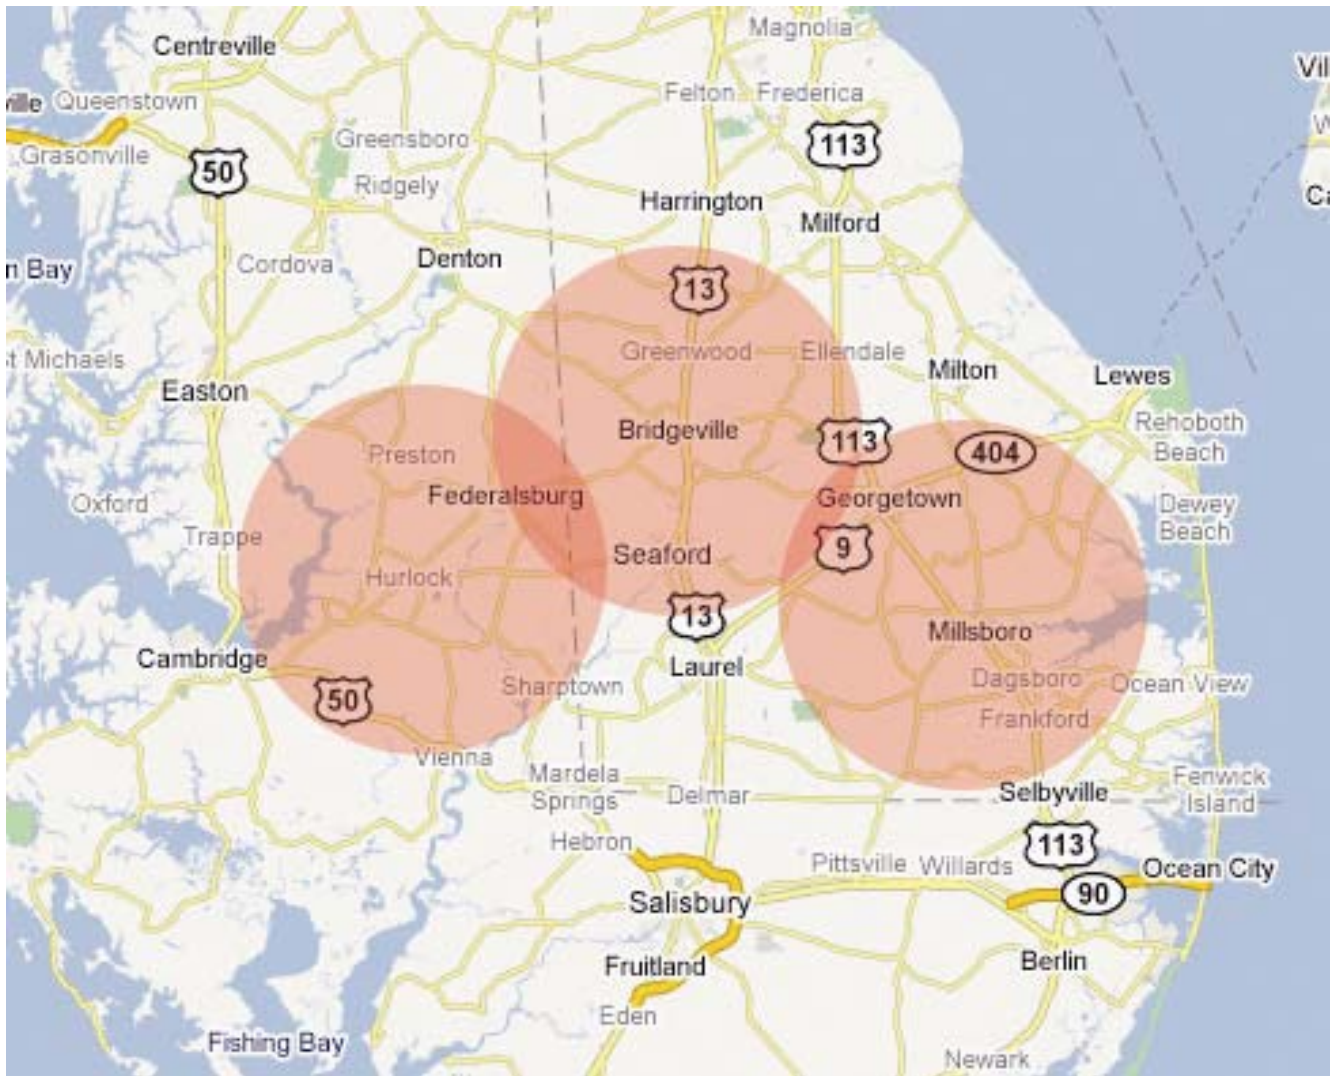 Magnolia
Centreville
Vil
Felton
Frederica
ville
Queenstown
W
Greensboro
113
Grasonville
50
Ridgely
Ca
Harrington
Milford
Denton
Cordova
n Bay
13
Greenwood
Ellendale
t Michaels
Milton
Lewes
Easton
Rehoboth
Beach
Bridgeville
113
404
Preston
Federalsburg
Georgetown
Oxford
Dewey
Beach
Trappe
9
Seaford
Hurlock
13
Millsboro
Cambridge
Laurel
Sharptown
Dagsboro
Ocean View
50
Frankford
Vienna
Mardela
Springs
Delmar
Selbyville
Fenwick
Island
Hebron
113
Pittsville
Willards
Ocean City
90
Salisbury
Fruitland
Berlin
Eden
Fishing Bay
Newark